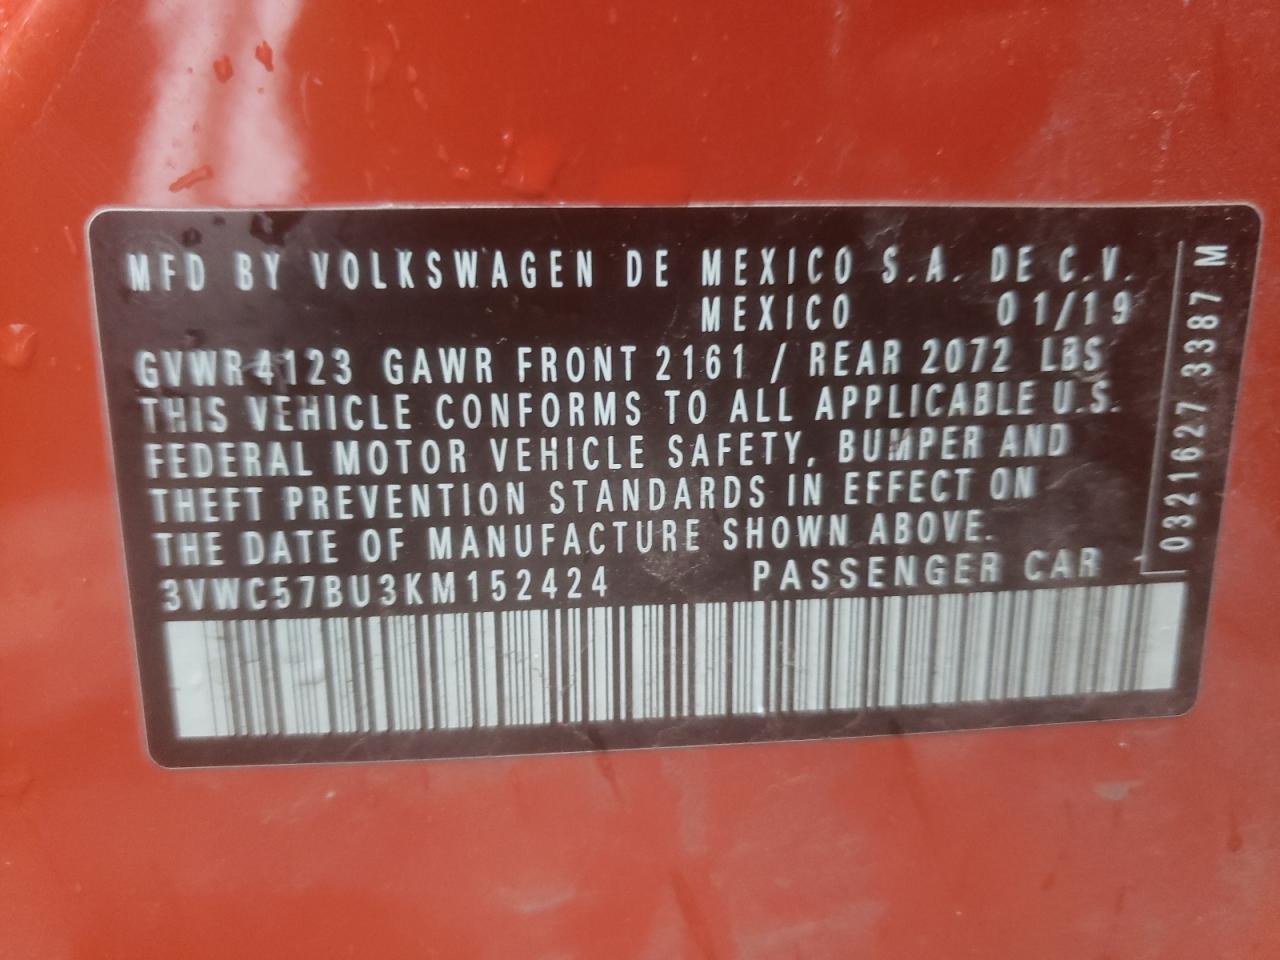 MFD BY VOLKSWAGEN DE MEXICO S.A. DE C.V.
MEXICO 01/19
GVWR 4123 GAWR FRONT 2161 / REAR 2072 LBS
THIS VEHICLE CONFORMS TO ALL APPLICABLE U.S.
FEDERAL MOTOR VEHICLE SAFETY, BUMPER AND
THEFT PREVENTION STANDARDS IN EFFECT ON
THE DATE OF MANUFACTURE SHOWN ABOVE.
3VWC57BU3KM152424 PASSENGER CAR
0321627 3387 M